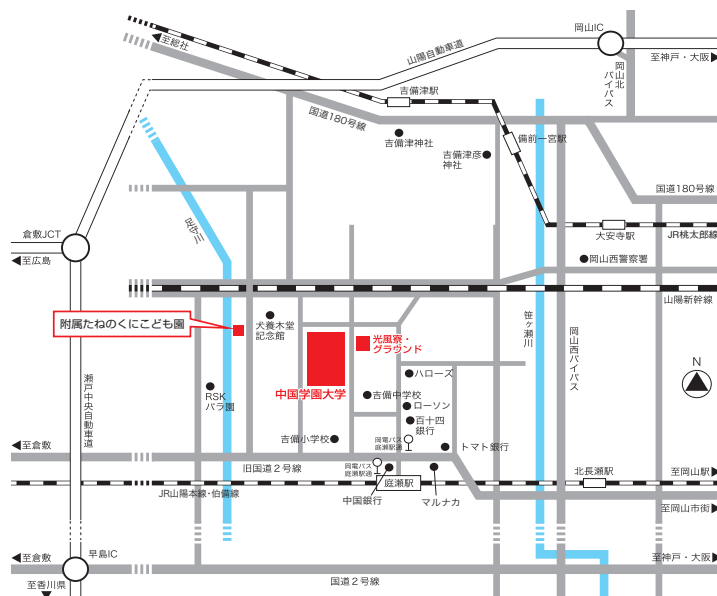 岡山IC
至総社
山陽自動車道
至神戸・大阪
岡山北
バイパス
吉備津駅
国道180号線
吉備津神社
備前一宮駅
吉備津彦
神社
国道180号線
足守川
倉敷JCT
大安寺駅
JR桃太郎線
至広島
岡山西警察署
山陽新幹線
附属たねのくにこども園
犬養木堂
記念館
光風寮・
グラウンド
笹ヶ瀬川
岡山西バイパス
N
瀬戸中央自動車道
ハローズ
RSK
バラ園
中国学園大学
吉備中学校
ローソン
百十四
銀行
吉備小学校
岡電バス
庭瀬駅通
トマト銀行
至倉敷
旧国道2号線
岡電バス
庭瀬駅通
北長瀬駅
至岡山駅
JR山陽本線・伯備線
中国銀行
庭瀬駅
マルナカ
至岡山市街
至倉敷
早島IC
至神戸・大阪
国道2号線
至香川県